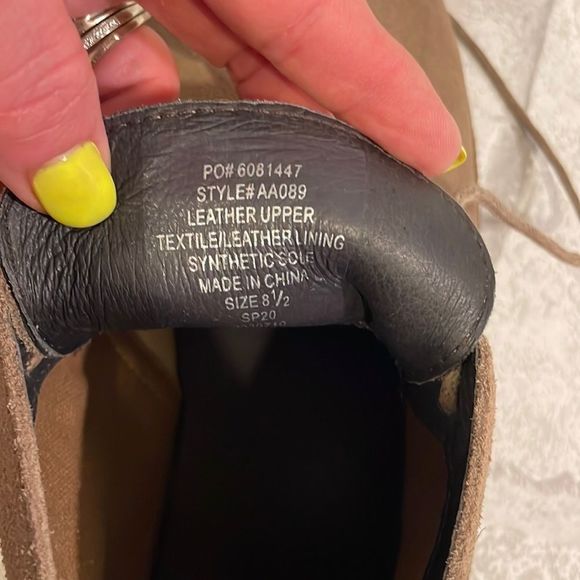 PO# 6081447
STYLE# AA089
LEATHER UPPER
TEXTILE/LEATHER LINING
SYNTHETIC SOLE
MADE IN CHINA
SIZE 8½
SP20